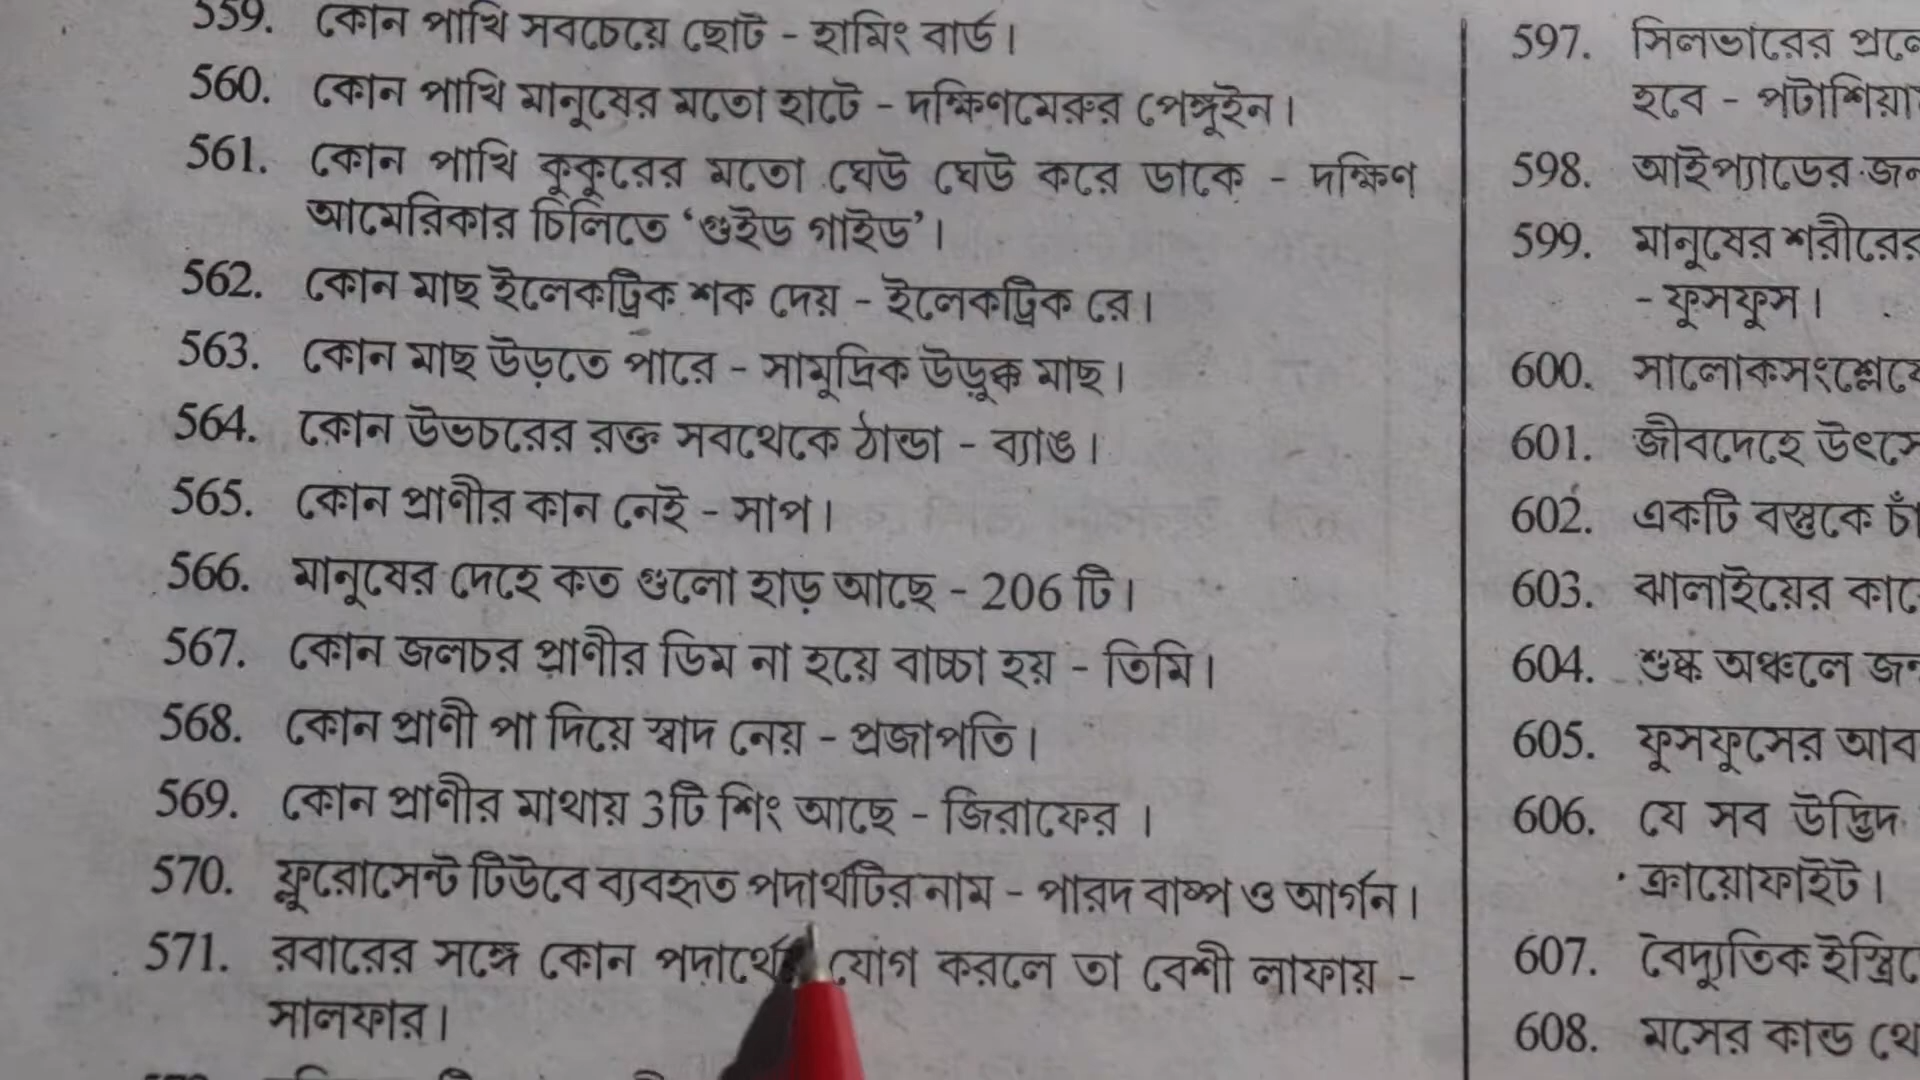 559. কোন পাখি সবচেয়ে ছোট - হামিং বার্ড।
560. কোন পাখি মানুষের মতো হাটে - দক্ষিণমেরুর পেঙ্গুইন।
561. কোন পাখি কুকুরের মতো ঘেউ ঘেউ করে ডাকে - দক্ষিণ
আমেরিকার চিলিতে ‘গুইড গাইড’।
562. কোন মাছ ইলেকট্রিক শক দেয় - ইলেকট্রিক রে।
563. কোন মাছ উড়তে পারে - সামুদ্রিক উড়ুক্ক মাছ।
564. কোন উভচরের রক্ত সবথেকে ঠান্ডা - ব্যাঙ।
565. কোন প্রাণীর কান নেই - সাপ।
566. মানুষের দেহে কত গুলো হাড় আছে - 206 টি।
567. কোন জলচর প্রাণীর ডিম না হয়ে বাচ্চা হয় - তিমি।
568. কোন প্রাণী পা দিয়ে স্বাদ নেয় - প্রজাপতি।
569. কোন প্রাণীর মাথায় 3টি শিং আছে - জিরাফের ।
570. ফ্লুরোসেন্ট টিউবে ব্যবহৃত পদার্থটির নাম - পারদ বাষ্প ও আর্গন।
571. রবারের সঙ্গে কোন যোগ করলে তা বেশী লাফায় -
সালফার।
597. সিলভারের
হবে -
598. আইপ্যাডের
599. মানুষের শরীরের
- ফুসফুস।
600.
601. জীবদেহে
602. একটি বস্তুকে
603. ঝালাইয়ের
604. শুষ্ক অঞ্চলে
605. ফুসফুসের
606. যে সব উদ্ভিদ
ক্রায়োফাইট।
607. বৈদ্যুতিক
608. মসের কান্ড